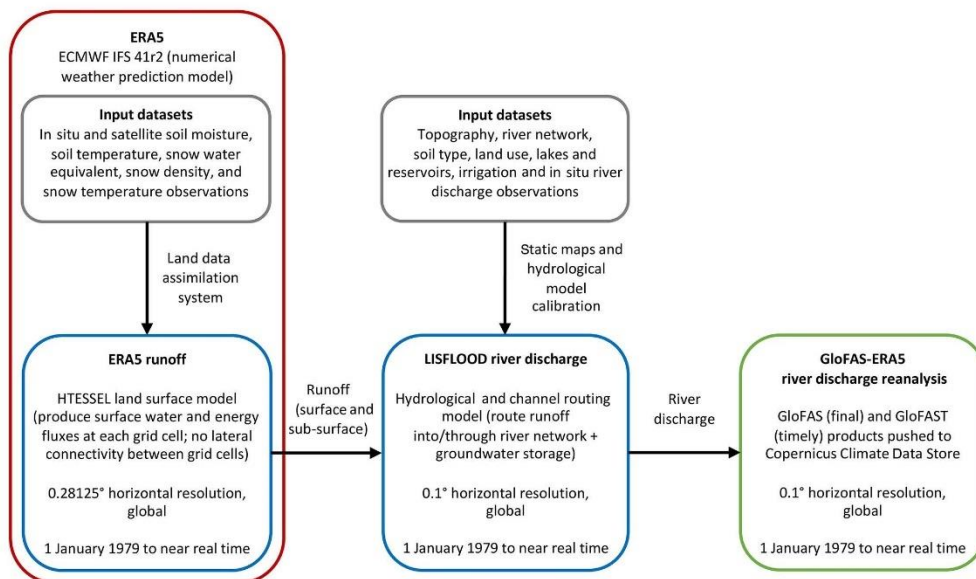 ERA5
ECMWF IFS 41r2 (numerical
weather prediction model)
Input datasets
In situ and satellite soil moisture,
soil temperature, snow water
equivalent, snow density, and
snow temperature observations
Land data
assimilation
system
ERA5 runoff
HTESSEL land surface model
(produce surface water and energy
fluxes at each grid cell; no lateral
connectivity between grid cells)
0.28125° horizontal resolution,
global
1 January 1979 to near real time
Runoff
(surface and
sub-surface)
Input datasets
Topography, river network,
soil type, land use, lakes and
reservoirs, irrigation and in situ river
discharge observations
Static maps and
hydrological
model
calibration
LISFLOOD river discharge
Hydrological and channel routing
model (route runoff
into/through river network +
groundwater storage)
0.1° horizontal resolution,
global
1 January 1979 to near real time
River
discharge
GloFAS-ERA5
river discharge reanalysis
GloFAS (final) and GloFAST
(timely) products pushed to
Copernicus Climate Data Store
0.1° horizontal resolution,
global
1 January 1979 to near real time